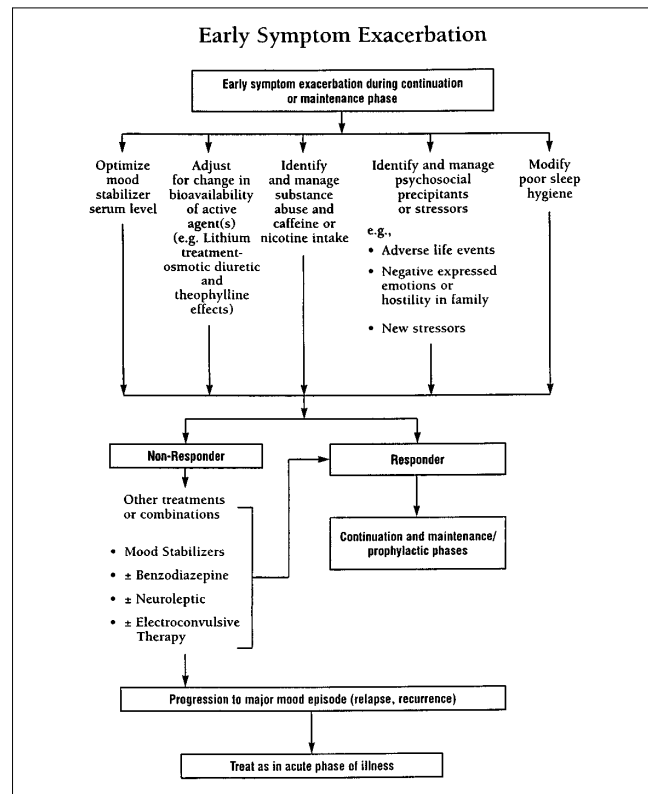 Early Symptom Exacerbation
Early symptom exacerbation during continuation
or maintenance phase
Optimize
mood
stabilizer
serum level
Adjust
for change in
bioavailability
of active
agent(s)
(e.g. Lithium
treatment-
osmotic diuretic
and
theophylline
effects)
Identify
and manage
substance
abuse and
caffeine or
nicotine intake
Identify and manage
psychosocial
precipitants
or stressors
e.g.,
• Adverse life events
• Negative expressed
emotions or
hostility in family
• New stressors
Modify
poor sleep
hygiene
Non-Responder
Responder
Other treatments
or combinations
• Mood Stabilizers
• ± Benzodiazepine
• ± Neuroleptic
• ± Electroconvulsive
Therapy
Continuation and maintenance/
prophylactic phases
Progression to major mood episode (relapse, recurrence)
Treat as in acute phase of illness